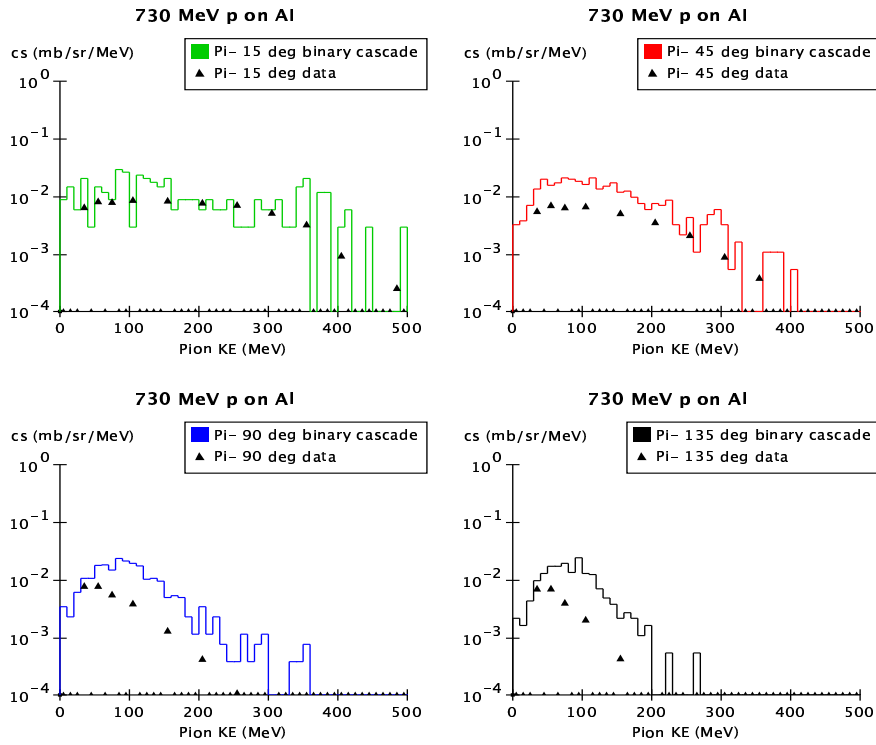 730 MeV p on Al
cs (mb/sr/MeV)
Pi- 15 deg binary cascade
Pi- 15 deg data
10^0
10^-1
10^-2
10^-3
10^-4
0 100 200 300 400 500
Pion KE (MeV)
730 MeV p on Al
cs (mb/sr/MeV)
Pi- 45 deg binary cascade
Pi- 45 deg data
10^0
10^-1
10^-2
10^-3
10^-4
0 100 200 300 400 500
Pion KE (MeV)
730 MeV p on Al
cs (mb/sr/MeV)
Pi- 90 deg binary cascade
Pi- 90 deg data
10^0
10^-1
10^-2
10^-3
10^-4
0 100 200 300 400 500
Pion KE (MeV)
730 MeV p on Al
cs (mb/sr/MeV)
Pi- 135 deg binary cascade
Pi- 135 deg data
10^0
10^-1
10^-2
10^-3
10^-4
0 100 200 300 400 500
Pion KE (MeV)